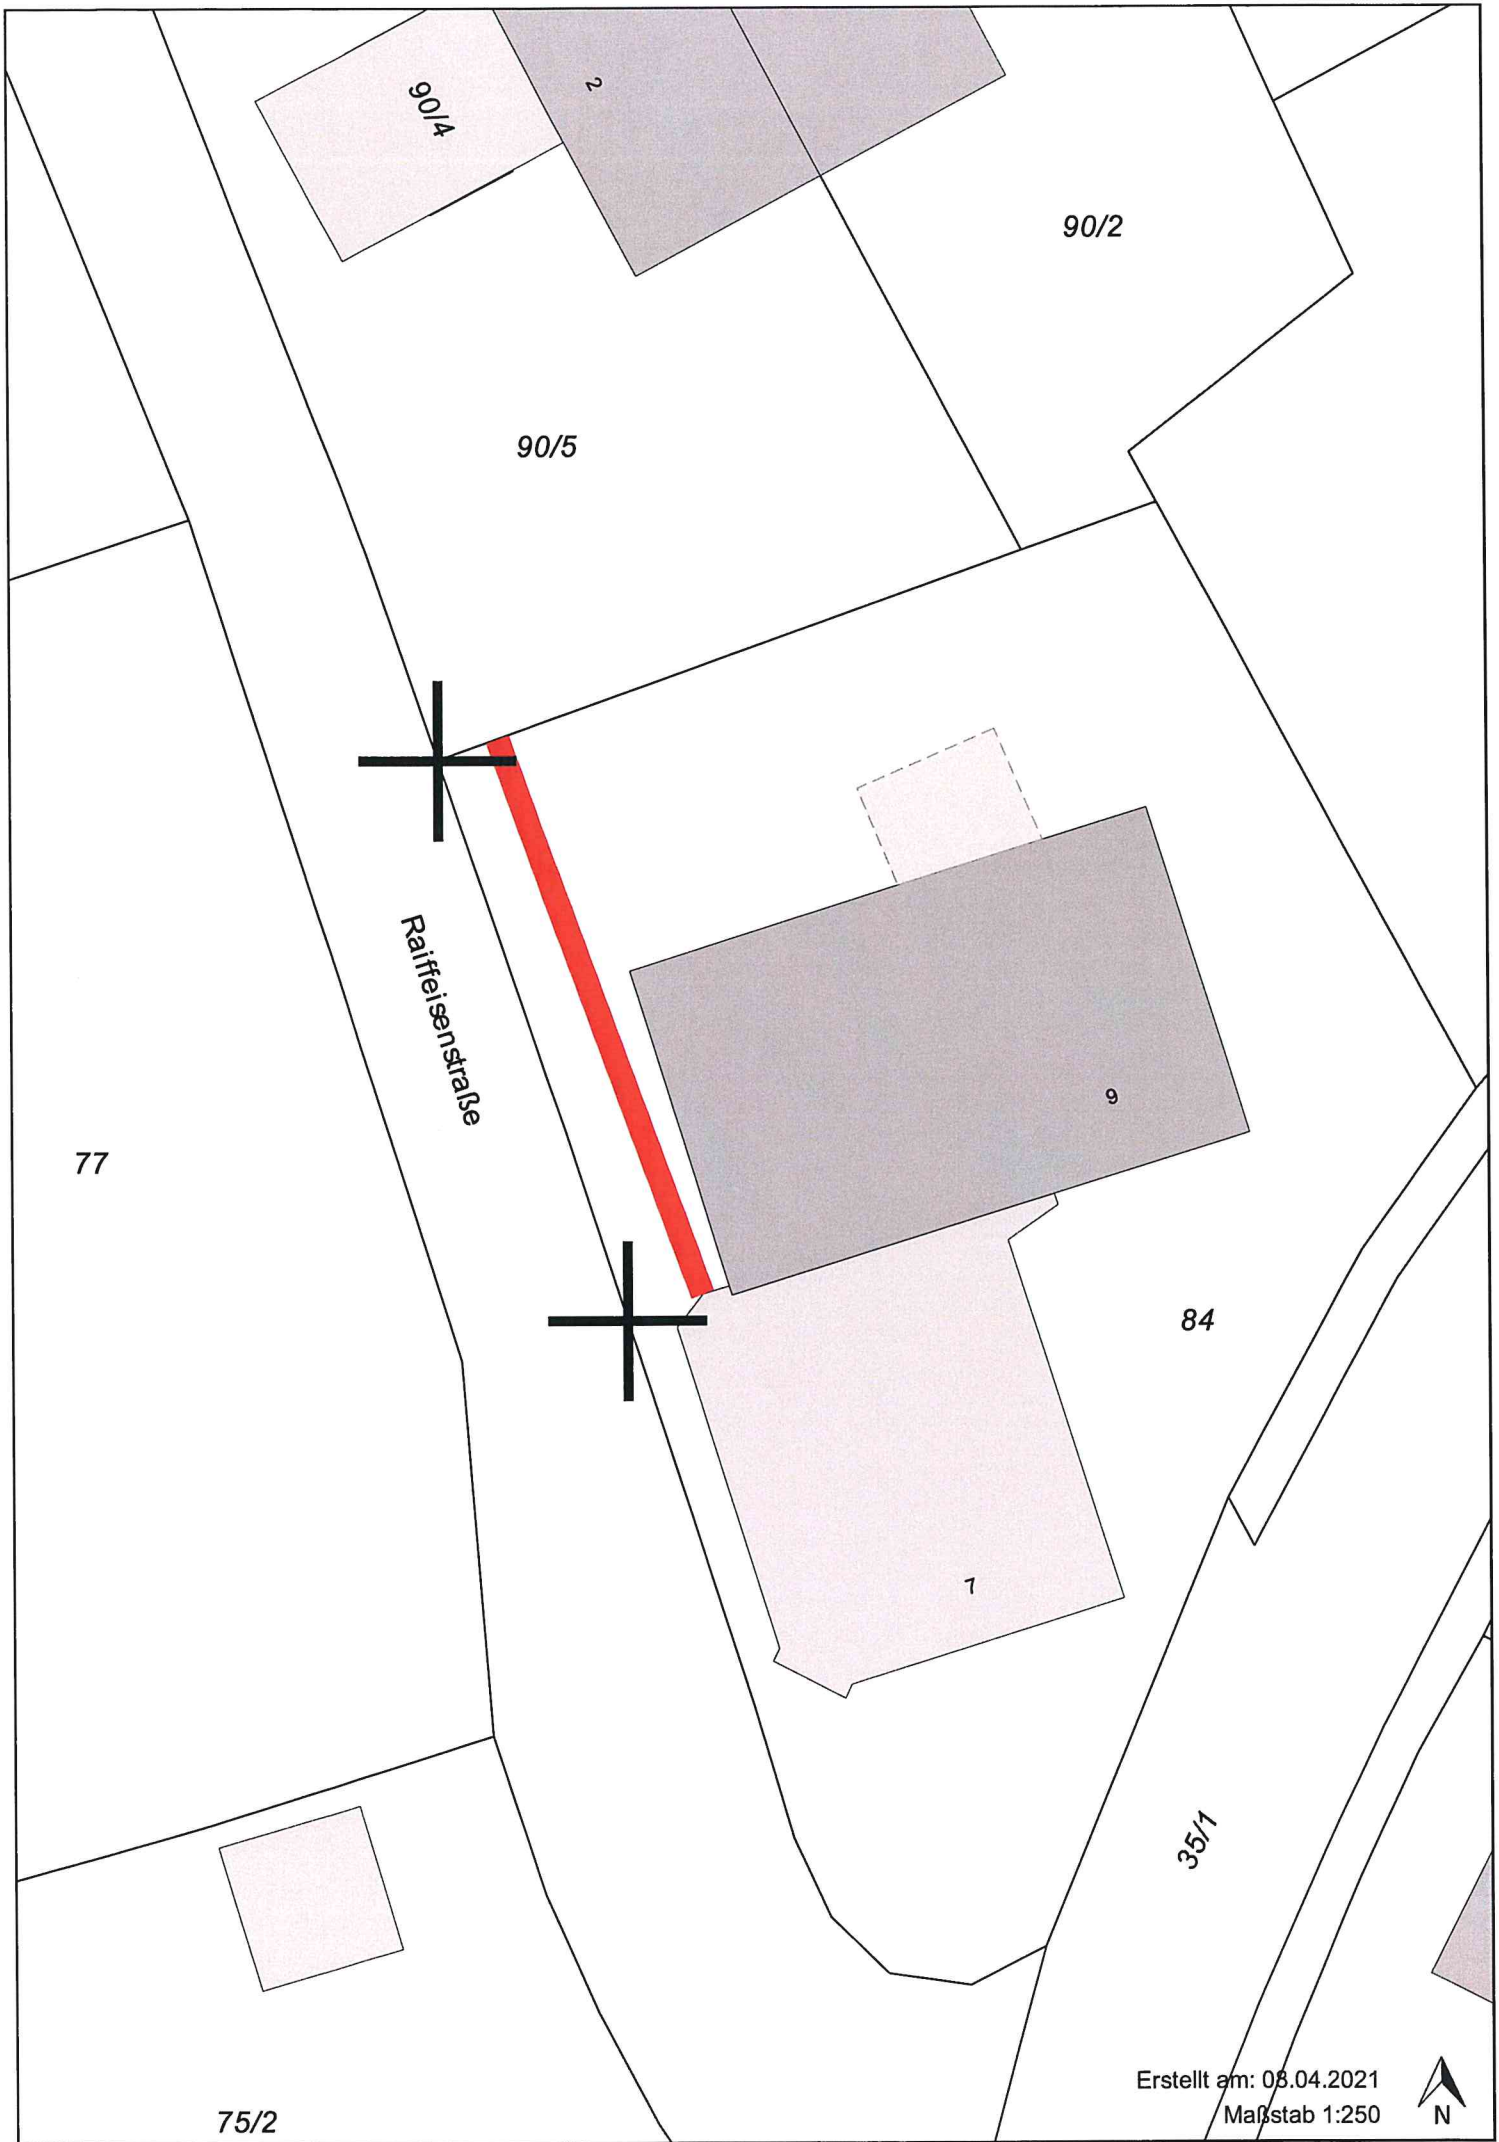 90/4
2
90/2
90/5
Raiffeisenstraße
9
77
84
7
35/1
Erstellt am: 08.04.2021
Maßstab 1:250
N
75/2